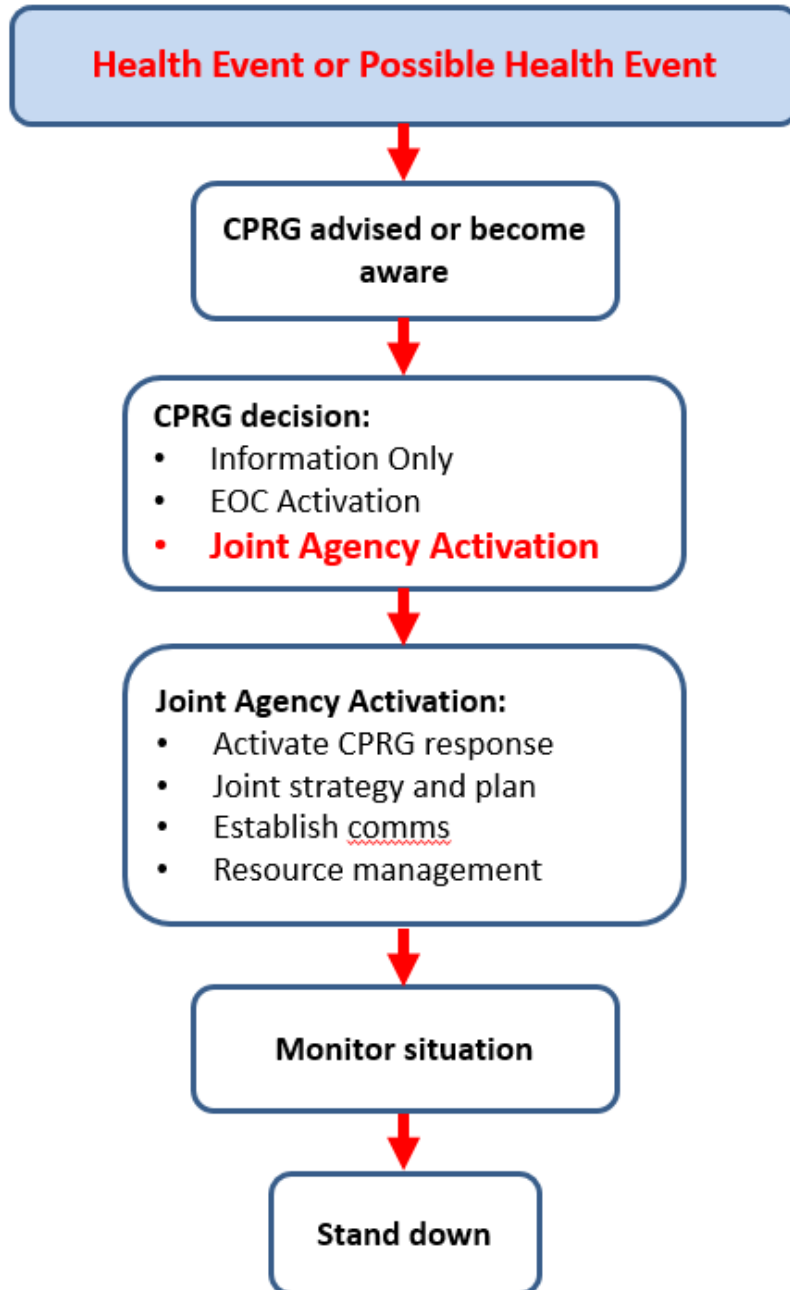 Health Event or Possible Health Event
CPRG advised or become
aware
CPRG decision:
• Information Only
• EOC Activation
• Joint Agency Activation
Joint Agency Activation:
• Activate CPRG response
• Joint strategy and plan
• Establish comms
• Resource management
Monitor situation
Stand down